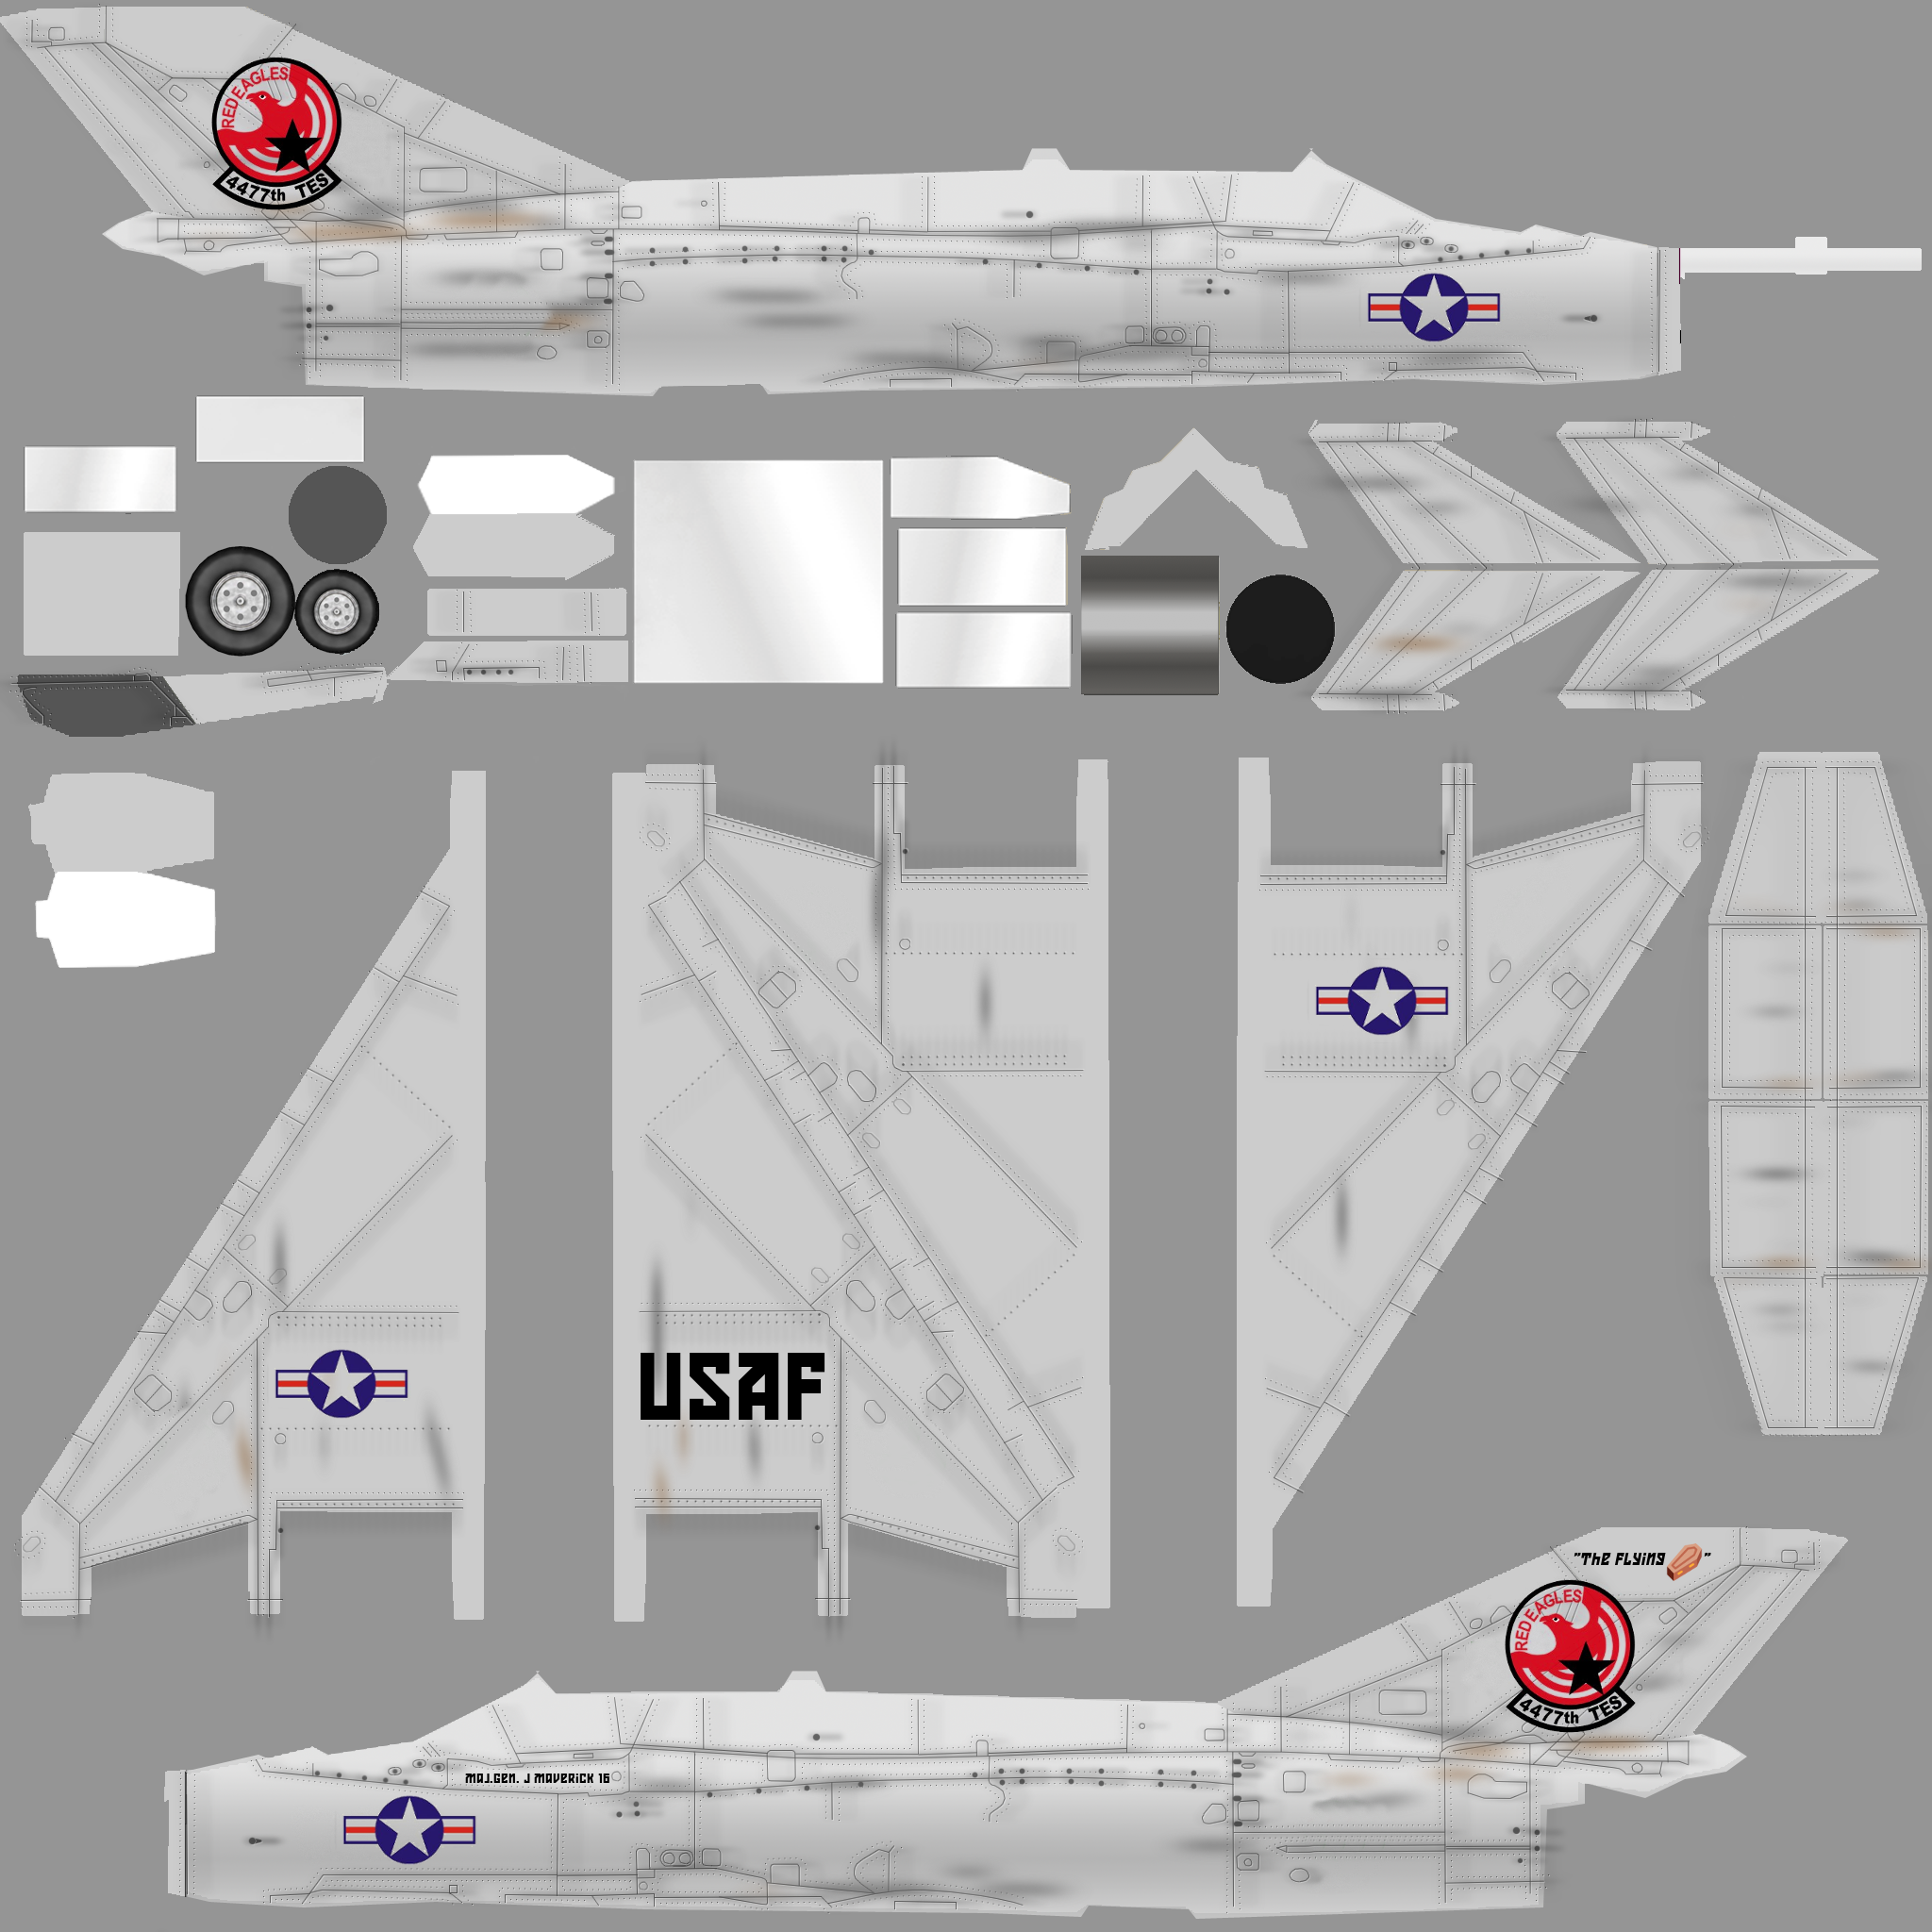 RED EAGLES
4477th TES
USAF
"The Flying "
RED EAGLES
4477th TES
MAJ.GEN. J MAVERICK 16